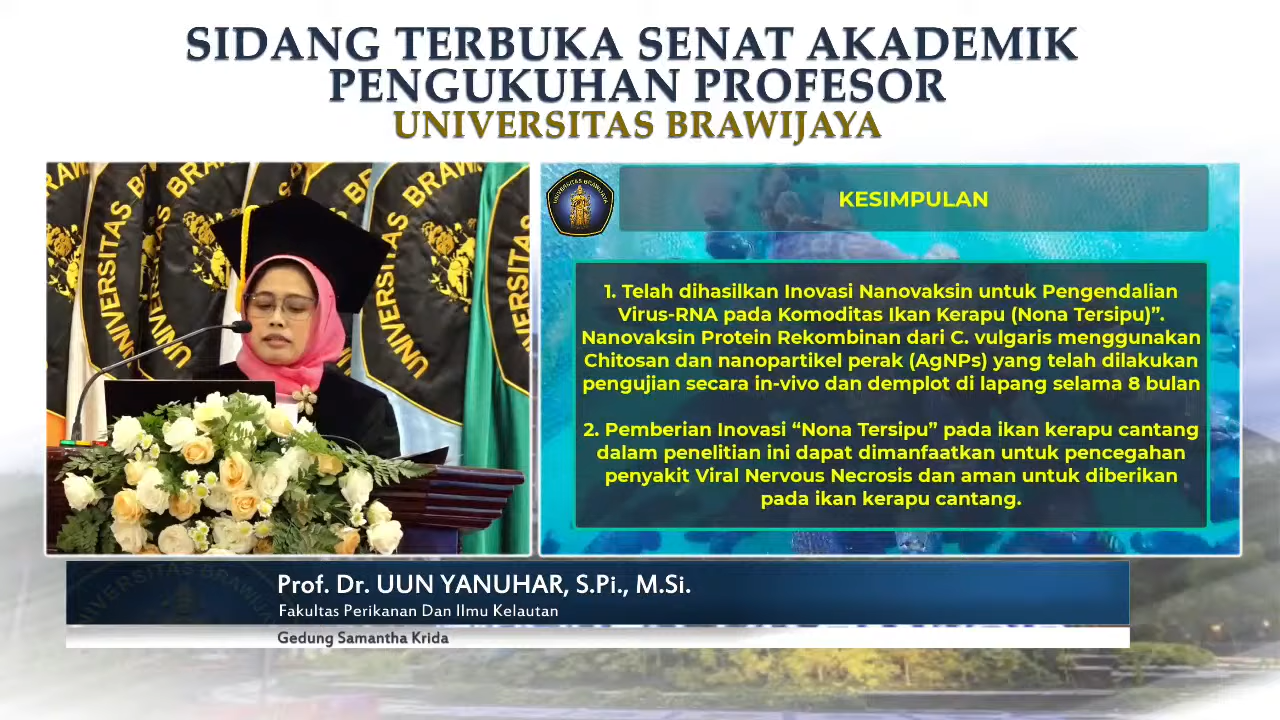 SIDANG TERBUKA SENAT AKADEMIK
PENGUKUHAN PROFESOR
UNIVERSITAS BRAWIJAYA
UNIVERSITAS BRAWIJAYA
KESIMPULAN
1. Telah dihasilkan Inovasi Nanovaksin untuk Pengendalian
Virus-RNA pada Komoditas Ikan Kerapu (Nona Tersipu)”.
Nanovaksin Protein Rekombinan dari C. vulgaris menggunakan
Chitosan dan nanopartikel perak (AgNPs) yang telah dilakukan
pengujian secara in-vivo dan demplot di lapang selama 8 bulan
2. Pemberian Inovasi “Nona Tersipu” pada ikan kerapu cantang
dalam penelitian ini dapat dimanfaatkan untuk pencegahan
penyakit Viral Nervous Necrosis dan aman untuk diberikan
pada ikan kerapu cantang.
Prof. Dr. UUN YANUHAR, S.Pi., M.Si.
Fakultas Perikanan Dan Ilmu Kelautan
Gedung Samantha Krida